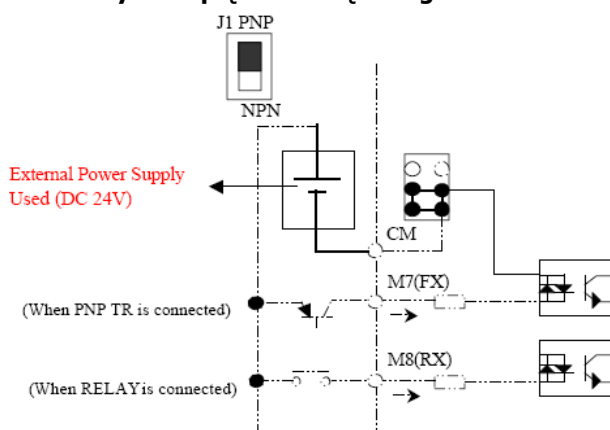 J1 PNP
NPN
External Power Supply
Used (DC 24V)
CM
M7(FX)
(When PNP TR is connected)
M8(RX)
(When RELAY is connected)